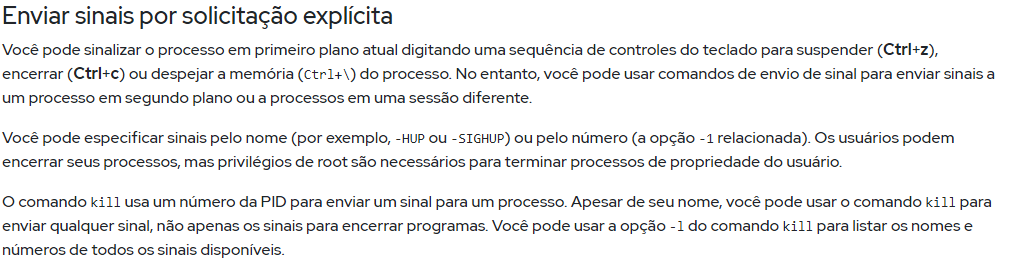 Enviar sinais por solicitação explícita
Você pode sinalizar o processo em primeiro plano atual digitando uma sequência de controles do teclado para suspender (Ctrl+z),
encerrar (Ctrl+c) ou despejar a memória (Ctrl+\) do processo. No entanto, você pode usar comandos de envio de sinal para enviar sinais a
um processo em segundo plano ou a processos em uma sessão diferente.
Você pode especificar sinais pelo nome (por exemplo, -HUP ou -SIGHUP) ou pelo número (a opção -1 relacionada). Os usuários podem
encerrar seus processos, mas privilégios de root são necessários para terminar processos de propriedade do usuário.
O comando kill usa um número da PID para enviar um sinal para um processo. Apesar de seu nome, você pode usar o comando kill para
enviar qualquer sinal, não apenas os sinais para encerrar programas. Você pode usar a opção -l do comando kill para listar os nomes e
números de todos os sinais disponíveis.